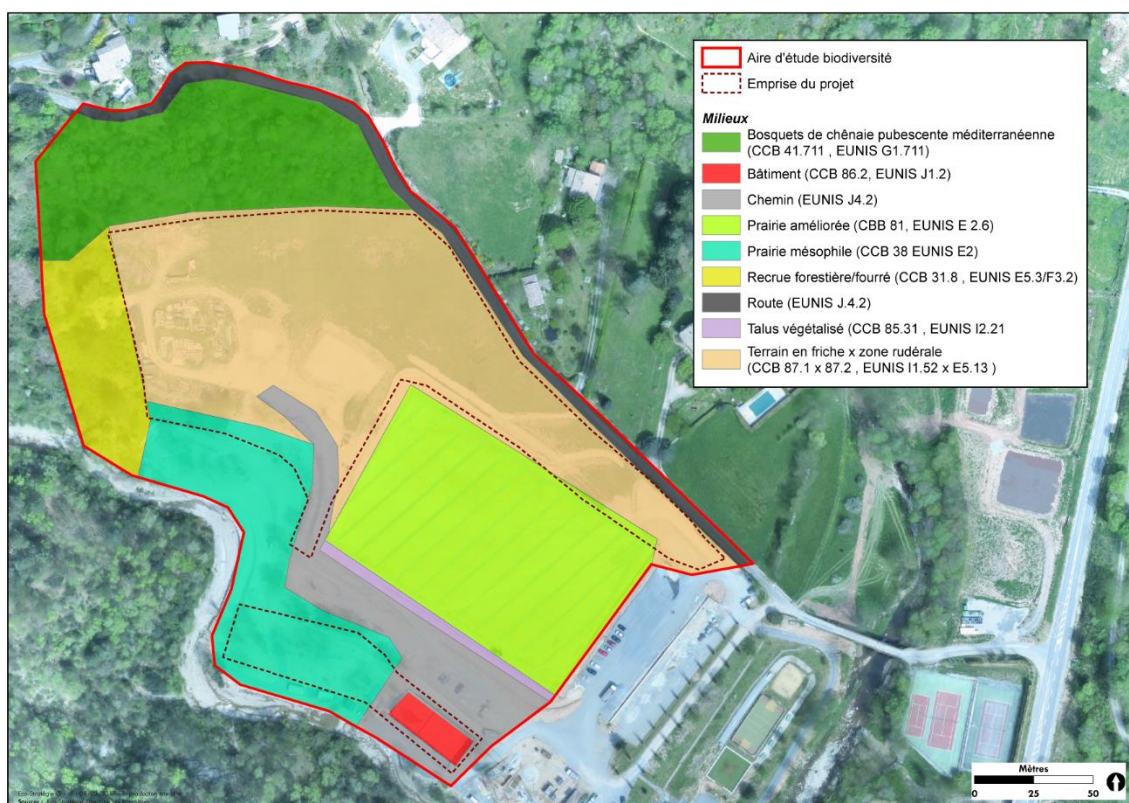 Aire d'étude biodiversité
Emprise du projet
Milieux
Bosquets de chênaie pubescente méditerranéenne
(CCB 41.711 , EUNIS G1.711)
Bâtiment (CCB 86.2, EUNIS J1.2)
Chemin (EUNIS J4.2)
Prairie améliorée (CBB 81, EUNIS E 2.6)
Prairie mésophile (CCB 38 EUNIS E2)
Recrue forestière/fourré (CCB 31.8 , EUNIS E5.3/F3.2)
Route (EUNIS J.4.2)
Talus végétalisé (CCB 85.31 , EUNIS I2.21
Terrain en friche x zone rudérale
(CCB 87.1 x 87.2 , EUNIS I1.52 x E5.13 )
Mètres
0 25 50